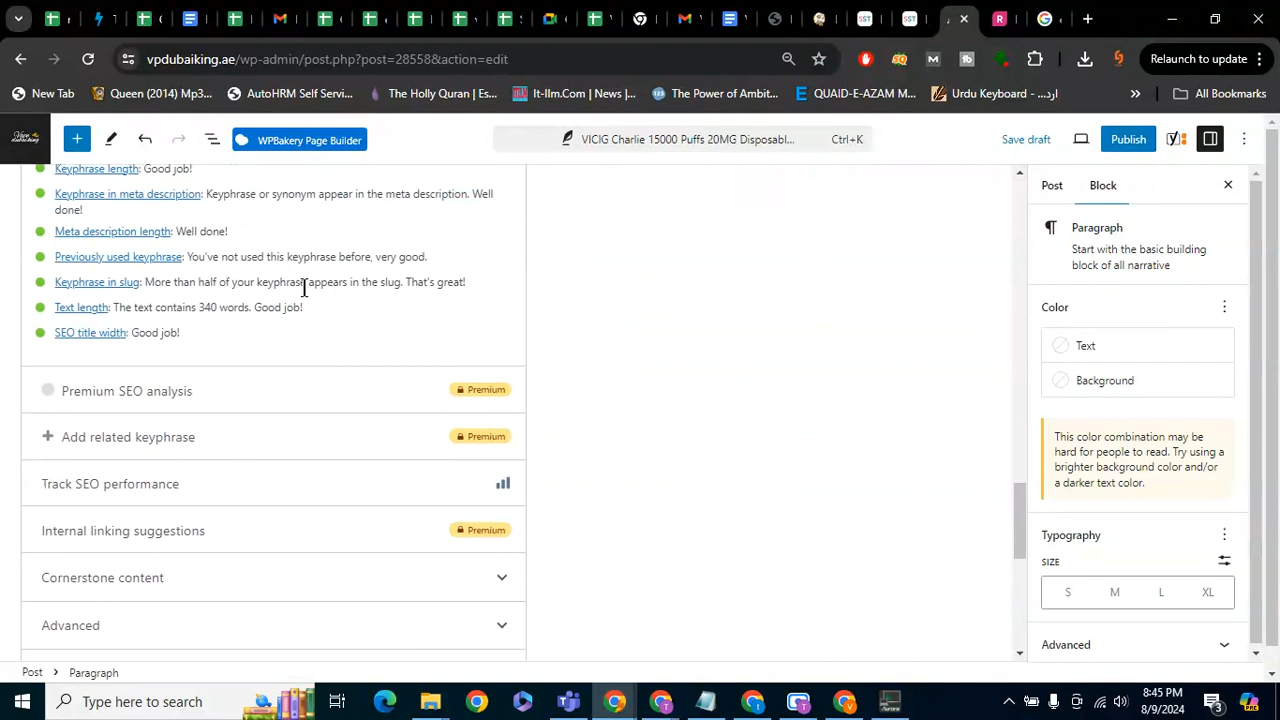 vpdubaiking.ae/wp-admin/post.php?post=28558&action=edit
Relaunch to update
New Tab
Queen (2014) Mp3...
AutoHRM Self Servi...
The Holly Quran | Es...
It-Ilm.Com | News |...
The Power of Ambit...
QUAID-E-AZAM M...
Urdu Keyboard - ...ارد
All Bookmarks
WPBakery Page Builder
VICIG Charlie 15000 Puffs 20MG Disposabl...
Ctrl+K
Save draft
Publish
Keyphrase length: Good job!
Keyphrase in meta description: Keyphrase or synonym appear in the meta description. Well
done!
Meta description length: Well done!
Previously used keyphrase: You've not used this keyphrase before, very good.
Keyphrase in slug: More than half of your keyphrase appears in the slug. That's great!
Text length: The text contains 340 words. Good job!
SEO title width: Good job!
Premium SEO analysis
Premium
Add related keyphrase
Premium
Track SEO performance
Internal linking suggestions
Premium
Cornerstone content
Advanced
Post
Block
Paragraph
Start with the basic building
block of all narrative
Color
Text
Background
This color combination may be
hard for people to read. Try using a
brighter background color and/or
a darker text color.
Typography
SIZE
S M L XL
Advanced
Post > Paragraph
Type here to search
8:45 PM
8/9/2024
3